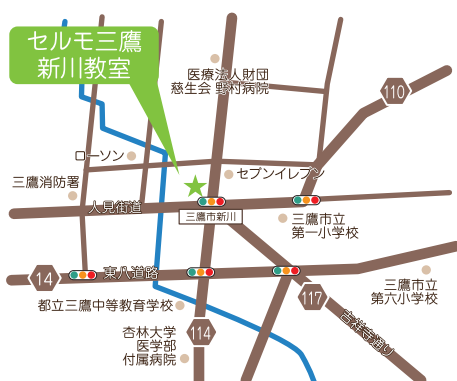 セルモ三鷹
新川教室
医療法人財団
慈生会 野村病院
110
ローソン
セブンイレブン
三鷹消防署
人見街道
三鷹市新川
三鷹市立
第一小学校
東八道路
14
三鷹市立
第六小学校
117
都立三鷹中等教育学校
吉祥寺通り
杏林大学
医学部
付属病院
114